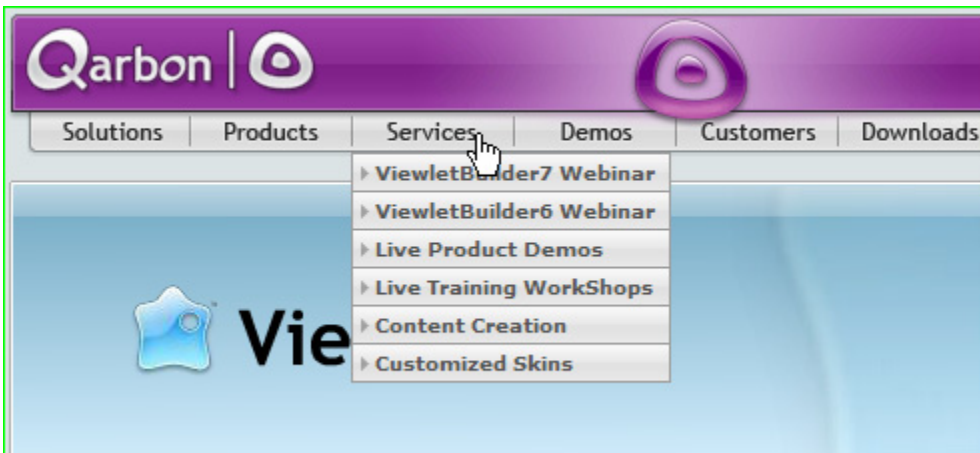 Qarbon
Solutions Products Services Demos Customers Downloads
ViewletBuilder7 Webinar
ViewletBuilder6 Webinar
Live Product Demos
Live Training WorkShops
Content Creation
Customized Skins
Vie